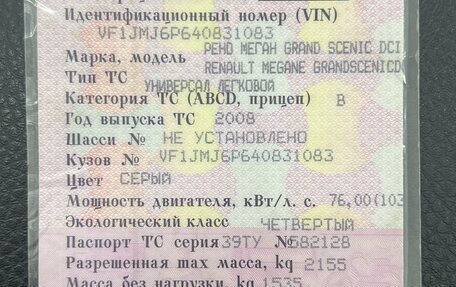 Идентификационный номер (VIN)
VF1JMJ6P640831083
РЕНО МЕГАН GRAND SCENIC DCI
Марка, модель RENAULT MEGANE GRANDSCENICD
Тип ТС УНИВЕРСАЛ ЛЕГКОВОЙ
Категория ТС (ABCD, прицеп) B
Год выпуска ТС 2008
Шасси № НЕ УСТАНОВЛЕНО
Кузов № VF1JMJ6P640831083
Цвет СЕРЫЙ
Мощность двигателя, кВт/л. с. 76,00(103
Экологический класс ЧЕТВЕРТЫЙ
Паспорт ТС серия 39ТУ №682128
Разрешенная max масса, kg 2155
Масса без нагрузки, kg 1535